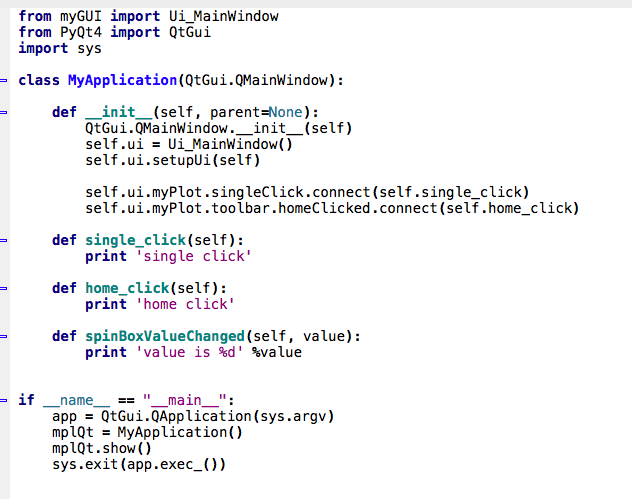 from myGUI import Ui_MainWindow
from PyQt4 import QtGui
import sys
class MyApplication(QtGui.QMainWindow):
def __init__(self, parent=None):
QtGui.QMainWindow.__init__(self)
self.ui = Ui_MainWindow()
self.ui.setupUi(self)
self.ui.myPlot.singleClick.connect(self.single_click)
self.ui.myPlot.toolbar.homeClicked.connect(self.home_click)
def single_click(self):
print 'single click'
def home_click(self):
print 'home click'
def spinBoxValueChanged(self, value):
print 'value is %d' %value
if __name__ == "__main__":
app = QtGui.QApplication(sys.argv)
mplQt = MyApplication()
mplQt.show()
sys.exit(app.exec_())